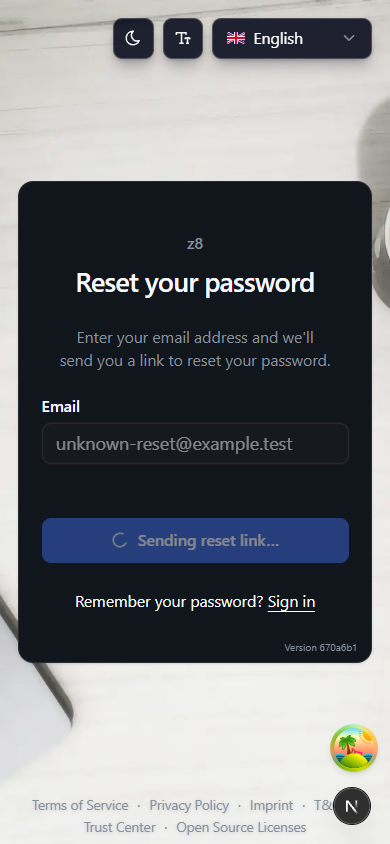 English
z8
Reset your password
Enter your email address and we'll
send you a link to reset your password.
Email
unknown-reset@example.test
Sending reset link...
Remember your password? Sign in
Version 670a6b1
Terms of Service · Privacy Policy · Imprint ·
N
Trust Center · Open Source Licenses